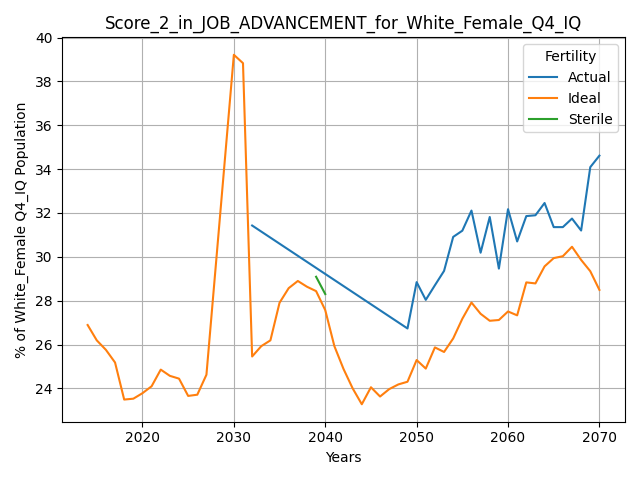 Score_2_in_JOB_ADVANCEMENT_for_White_Female_Q4_IQ
% of White_Female Q4_IQ Population
40
38
36
34
32
30
28
26
24
Fertility
Actual
Ideal
Sterile
2020 2030 2040 2050 2060 2070
Years